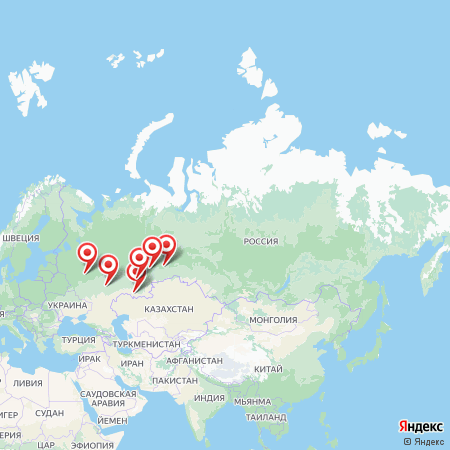 ШВЕЦИЯ
РОССИЯ
УКРАИНА
КАЗАХСТАН
МОНГОЛИЯ
ТУРЦИЯ
ТУРКМЕНИСТАН
ИРАК
ИРАН
АФГАНИСТАН
КИТАЙ
ПАКИСТАН
ЛИВИЯ
САУДОВСКАЯ
АРАВИЯ
ИНДИЯ
МЬЯНМА
ИГЕР
СУДАН
ЙЕМЕН
ТАИЛАНД
ЕРИЯ
ЦАР
ЭФИОПИЯ
Яндекс
© Яндекс